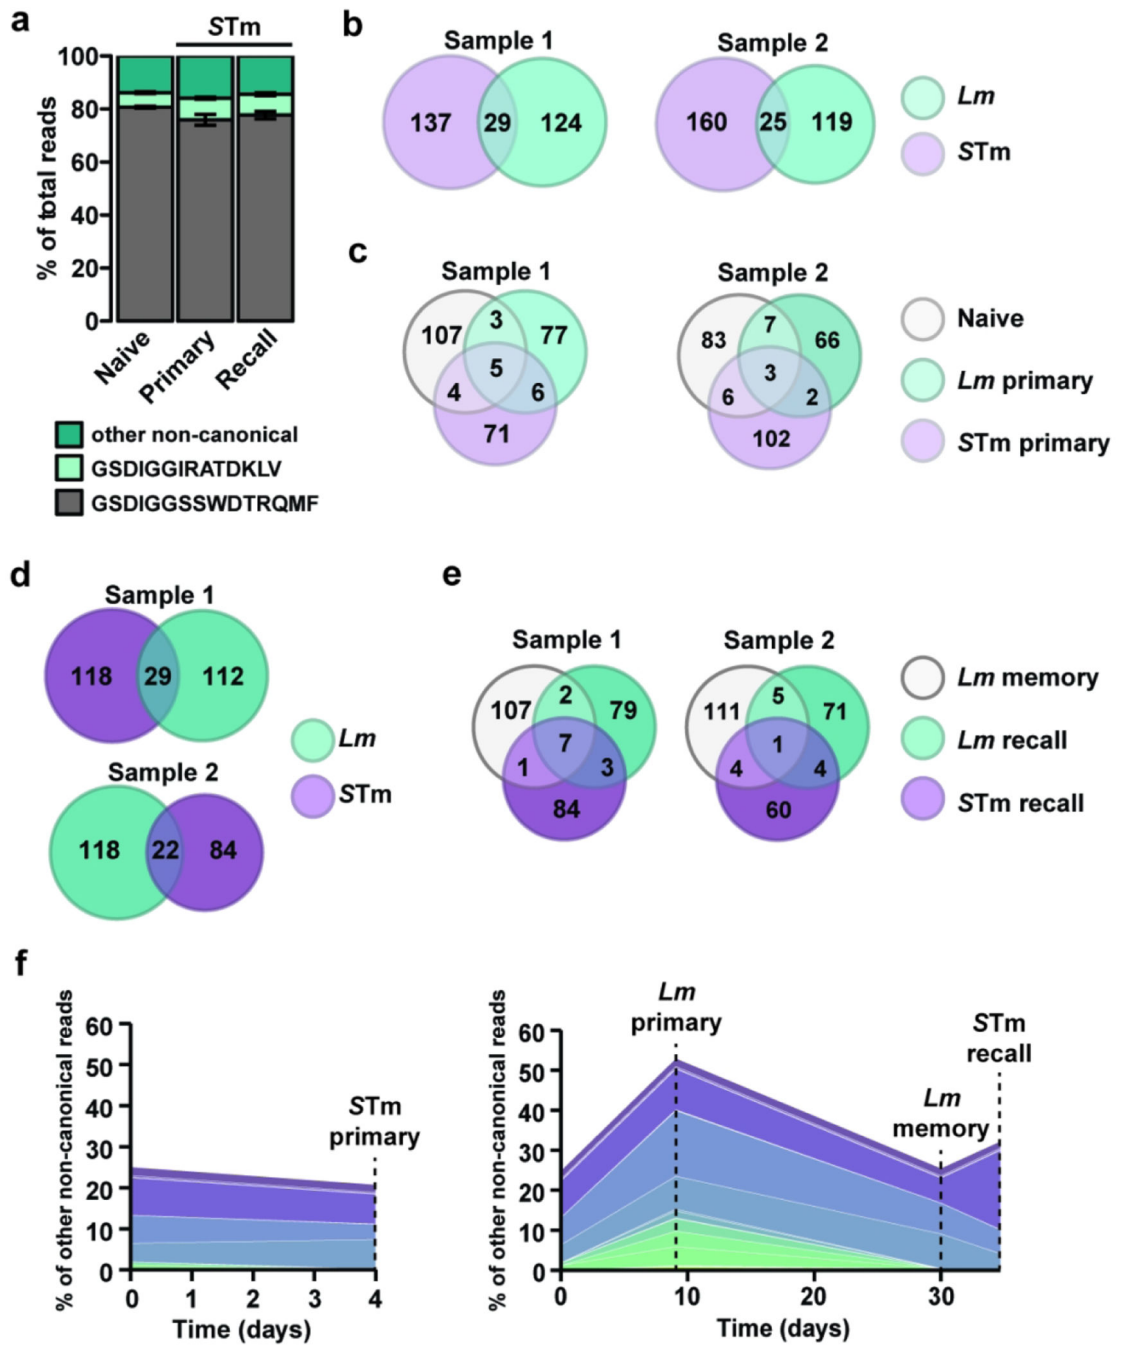 a
STm
% of total reads
100
80
60
40
20
0
Naive
Primary
Recall
other non-canonical
GSDIGGIRATDKLV
GSDIGGSSWDTRQMF
b
Sample 1
137
29
124
Sample 2
160
25
119
Lm
STm
c
Sample 1
107
3
77
5
4
6
71
Sample 2
83
7
66
3
6
2
102
Naive
Lm primary
STm primary
d
Sample 1
118
29
112
Sample 2
118
22
84
Lm
STm
e
Sample 1
107
2
79
7
1
3
84
Sample 2
111
5
71
1
4
4
60
Lm memory
Lm recall
STm recall
f
% of other non-canonical reads
60
50
40
30
20
10
0
STm
primary
0
1
2
3
4
Time (days)
% of other non-canonical reads
60
50
40
30
20
10
0
Lm
primary
Lm
memory
STm
recall
0
10
20
30
Time (days)